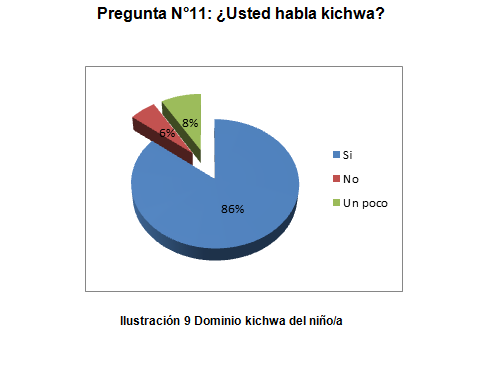 Pregunta N°11: ¿Usted habla kichwa?
8%
6%
86%
Si
No
Un poco
Ilustración 9 Dominio kichwa del niño/a